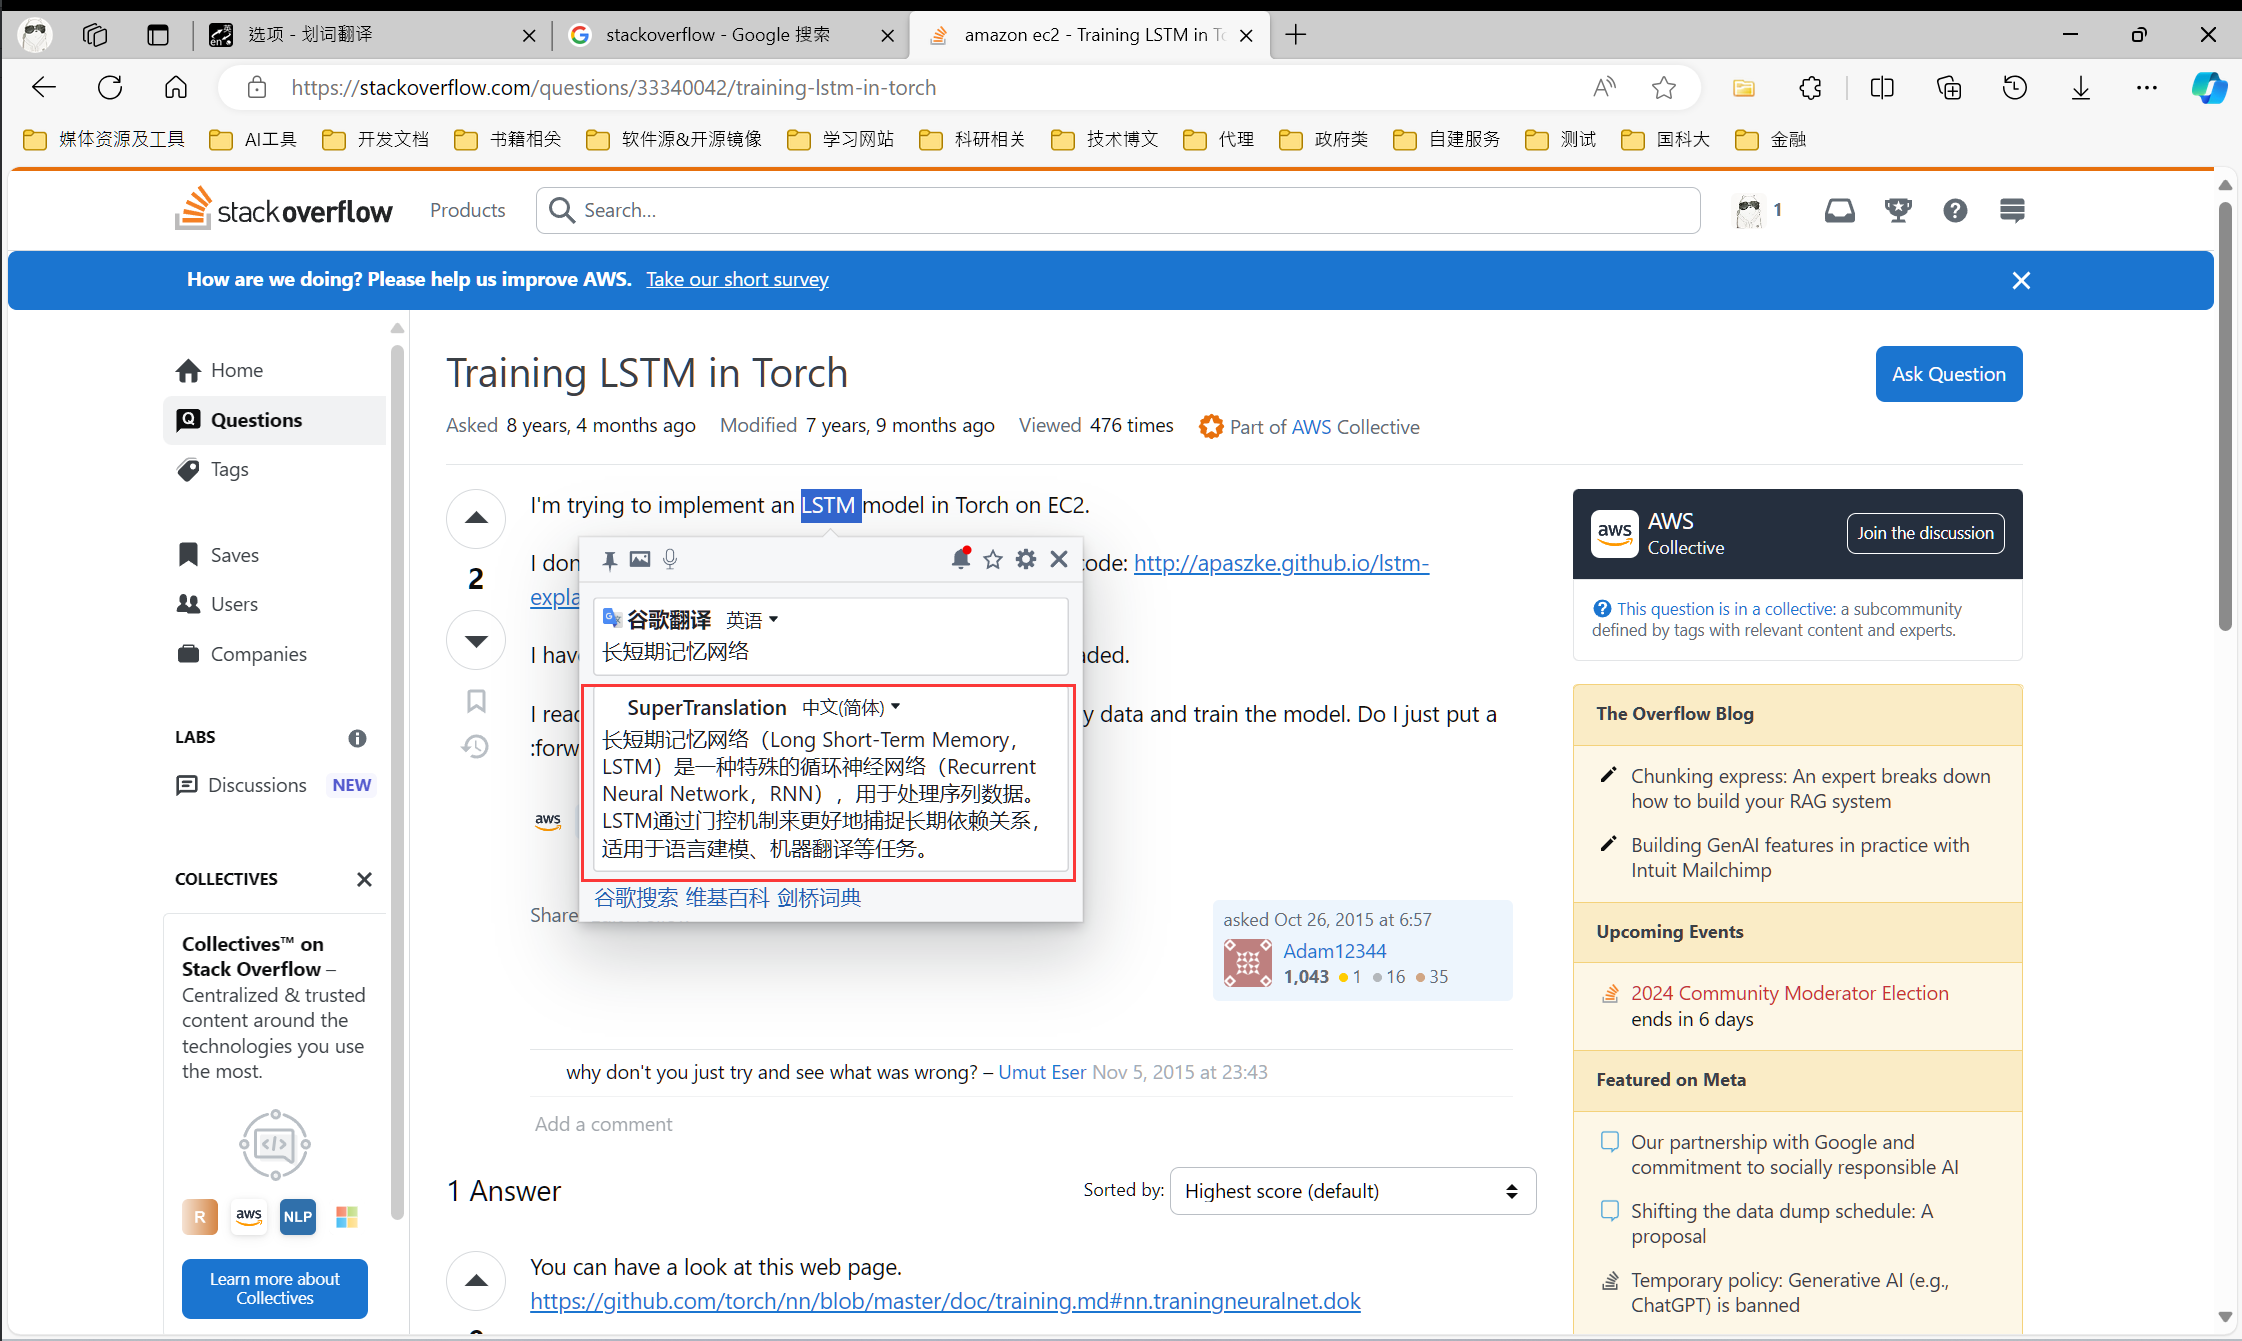 选项 - 划词翻译
stackoverflow - Google 搜索
amazon ec2 - Training LSTM in To
https://stackoverflow.com/questions/33340042/training-lstm-in-torch
媒体资源及工具
AI工具
开发文档
书籍相关
软件源&开源镜像
学习网站
科研相关
技术博文
代理
政府类
自建服务
测试
国科大
金融
stackoverflow
Products
Search...
1
How are we doing? Please help us improve AWS. Take our short survey
Home
Questions
Tags
Saves
Users
Companies
LABS
Discussions NEW
COLLECTIVES
Collectives™ on
Stack Overflow –
Centralized & trusted
content around the
technologies you use
the most.
R
aws
NLP
Learn more about
Collectives
Training LSTM in Torch
Ask Question
Asked 8 years, 4 months ago Modified 7 years, 9 months ago Viewed 476 times Part of AWS Collective
2
I'm trying to implement an LSTM model in Torch on EC2.
I don
code: http://apaszke.github.io/lstm-
expla
I hav
aded.
I read
y data and train the model. Do I just put a
:forw
aws
谷歌翻译 英语
长短期记忆网络
SuperTranslation 中文(简体)
长短期记忆网络（Long Short-Term Memory，
LSTM）是一种特殊的循环神经网络（Recurrent
Neural Network，RNN），用于处理序列数据。
LSTM通过门控机制来更好地捕捉长期依赖关系，
适用于语言建模、机器翻译等任务。
谷歌搜索 维基百科 剑桥词典
Share
asked Oct 26, 2015 at 6:57
Adam12344
1,043 1 16 35
why don't you just try and see what was wrong? – Umut Eser Nov 5, 2015 at 23:43
Add a comment
1 Answer
Sorted by: Highest score (default)
You can have a look at this web page.
https://github.com/torch/nn/blob/master/doc/training.md#nn.traningneuralnet.dok
aws
AWS
Collective
Join the discussion
This question is in a collective: a subcommunity
defined by tags with relevant content and experts.
The Overflow Blog
Chunking express: An expert breaks down
how to build your RAG system
Building GenAI features in practice with
Intuit Mailchimp
Upcoming Events
2024 Community Moderator Election
ends in 6 days
Featured on Meta
Our partnership with Google and
commitment to socially responsible AI
Shifting the data dump schedule: A
proposal
Temporary policy: Generative AI (e.g.,
ChatGPT) is banned